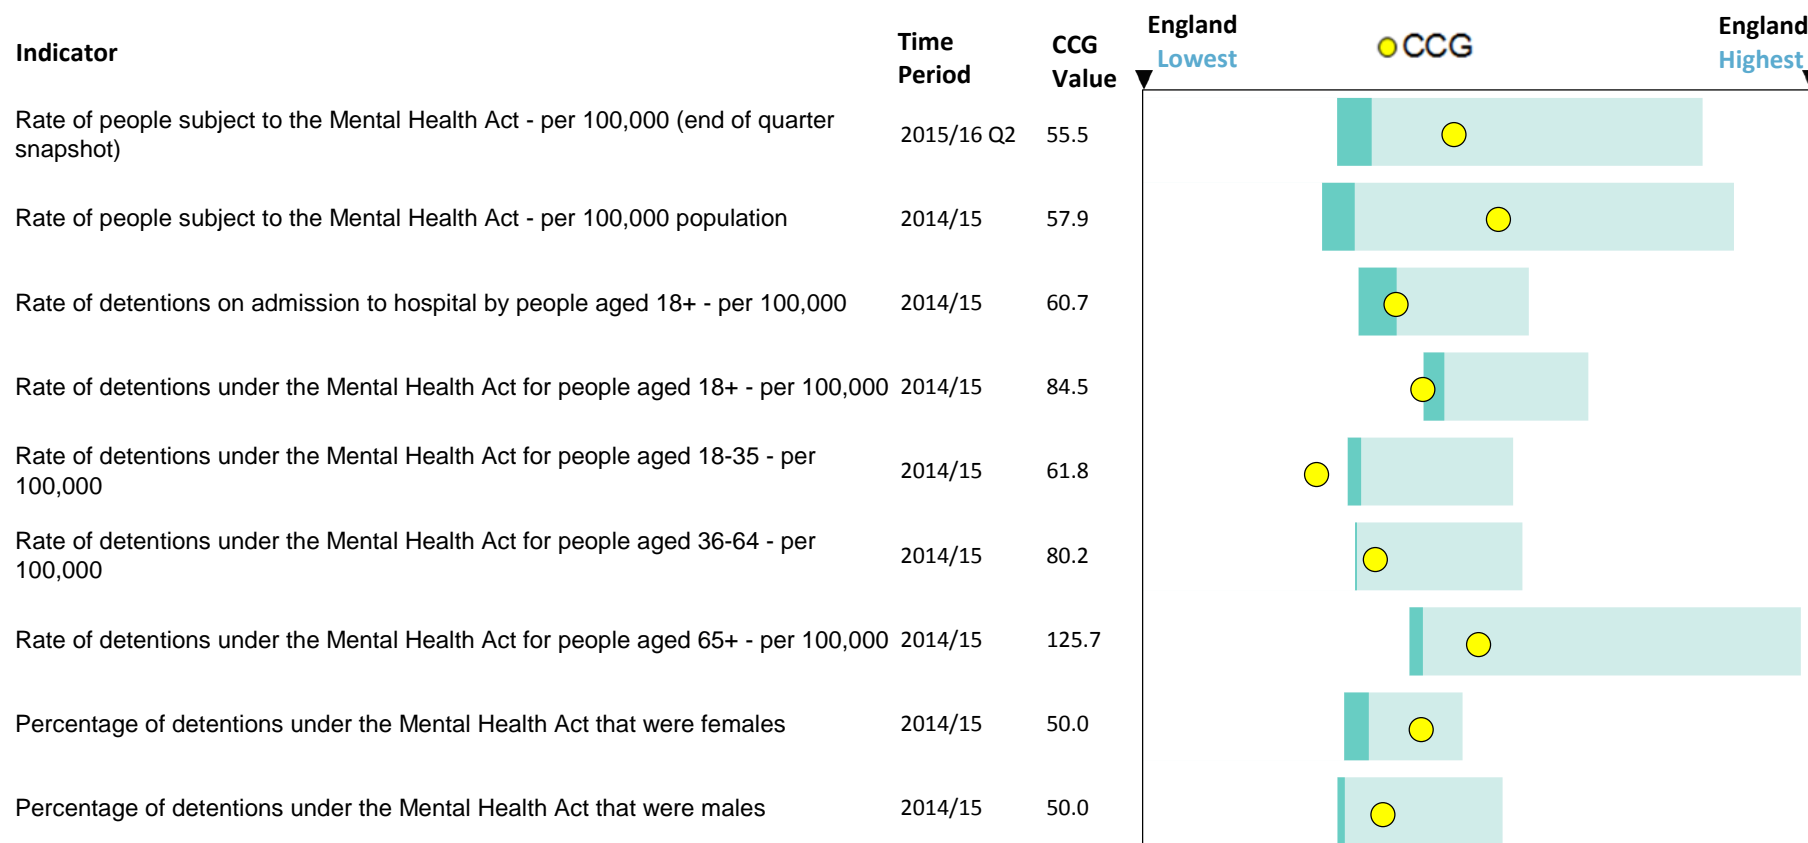 Indicator
Time Period
CCG Value
England Lowest
CCG
England Highest
Rate of people subject to the Mental Health Act - per 100,000 (end of quarter
snapshot)
2015/16 Q2 55.5
Rate of people subject to the Mental Health Act - per 100,000 population 2014/15 57.9
Rate of detentions on admission to hospital by people aged 18+ - per 100,000 2014/15 60.7
Rate of detentions under the Mental Health Act for people aged 18+ - per 100,000 2014/15 84.5
Rate of detentions under the Mental Health Act for people aged 18-35 - per
100,000
2014/15 61.8
Rate of detentions under the Mental Health Act for people aged 36-64 - per
100,000
2014/15 80.2
Rate of detentions under the Mental Health Act for people aged 65+ - per 100,000 2014/15 125.7
Percentage of detentions under the Mental Health Act that were females 2014/15 50.0
Percentage of detentions under the Mental Health Act that were males 2014/15 50.0